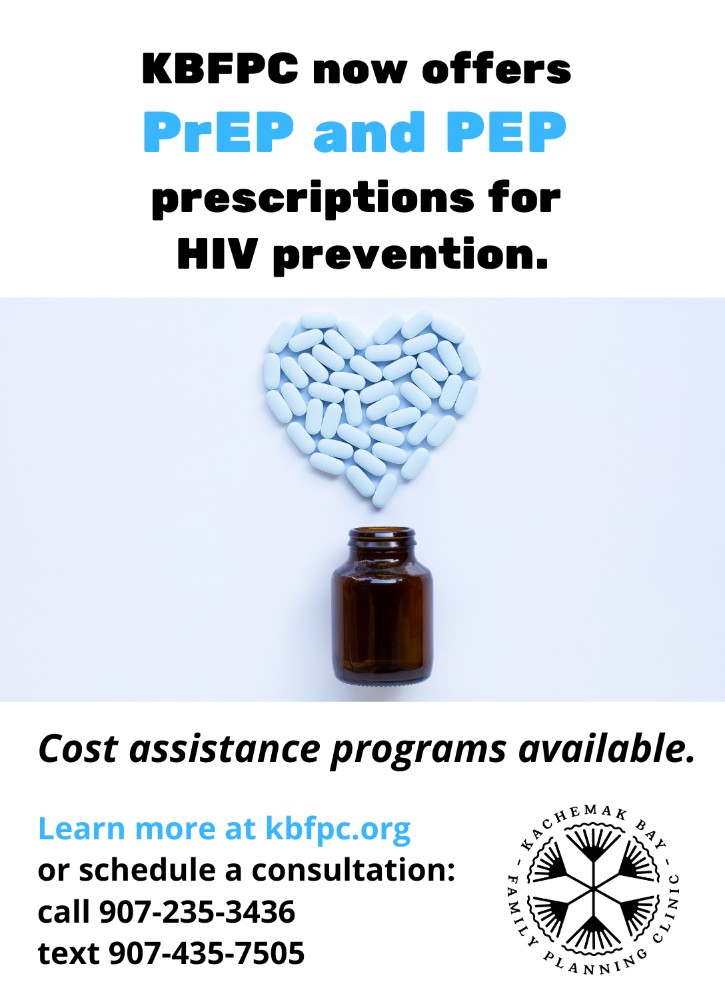 KBFPC now offers
PrEP and PEP
prescriptions for
HIV prevention.
Cost assistance programs available.
Learn more at kbfpc.org
or schedule a consultation:
call 907-235-3436
text 907-435-7505
- KACHEMAK BAY -
FAMILY PLANNING CLINIC